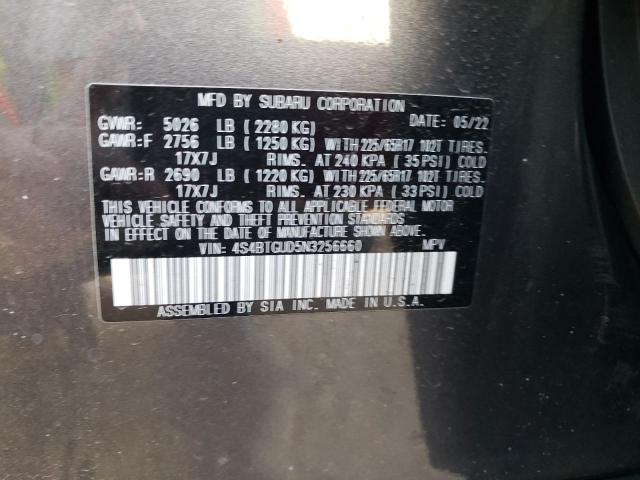 MFD BY SUBARU CORPORATION
GVWR: 5026 LB (2280 KG) DATE: 05/22
GAWR:F 2756 LB (1250 KG) WITH 225/65R17 102T TIRES.
17X7J RIMS. AT 240 KPA (35 PSI) COLD
GAWR:R 2690 LB (1220 KG) WITH 225/65R17 102T TIRES.
17X7J RIMS. AT 230 KPA (33 PSI) COLD
THIS VEHICLE CONFORMS TO ALL APPLICABLE FEDERAL MOTOR
VEHICLE SAFETY AND THEFT PREVENTION STANDARDS
IN EFFECT ON THE DATE OF MANUFACTURE SHOWN ABOVE.
VIN: 4S4BTGUD5N3256660 MPV
ASSEMBLED BY SIA INC. MADE IN U.S.A.